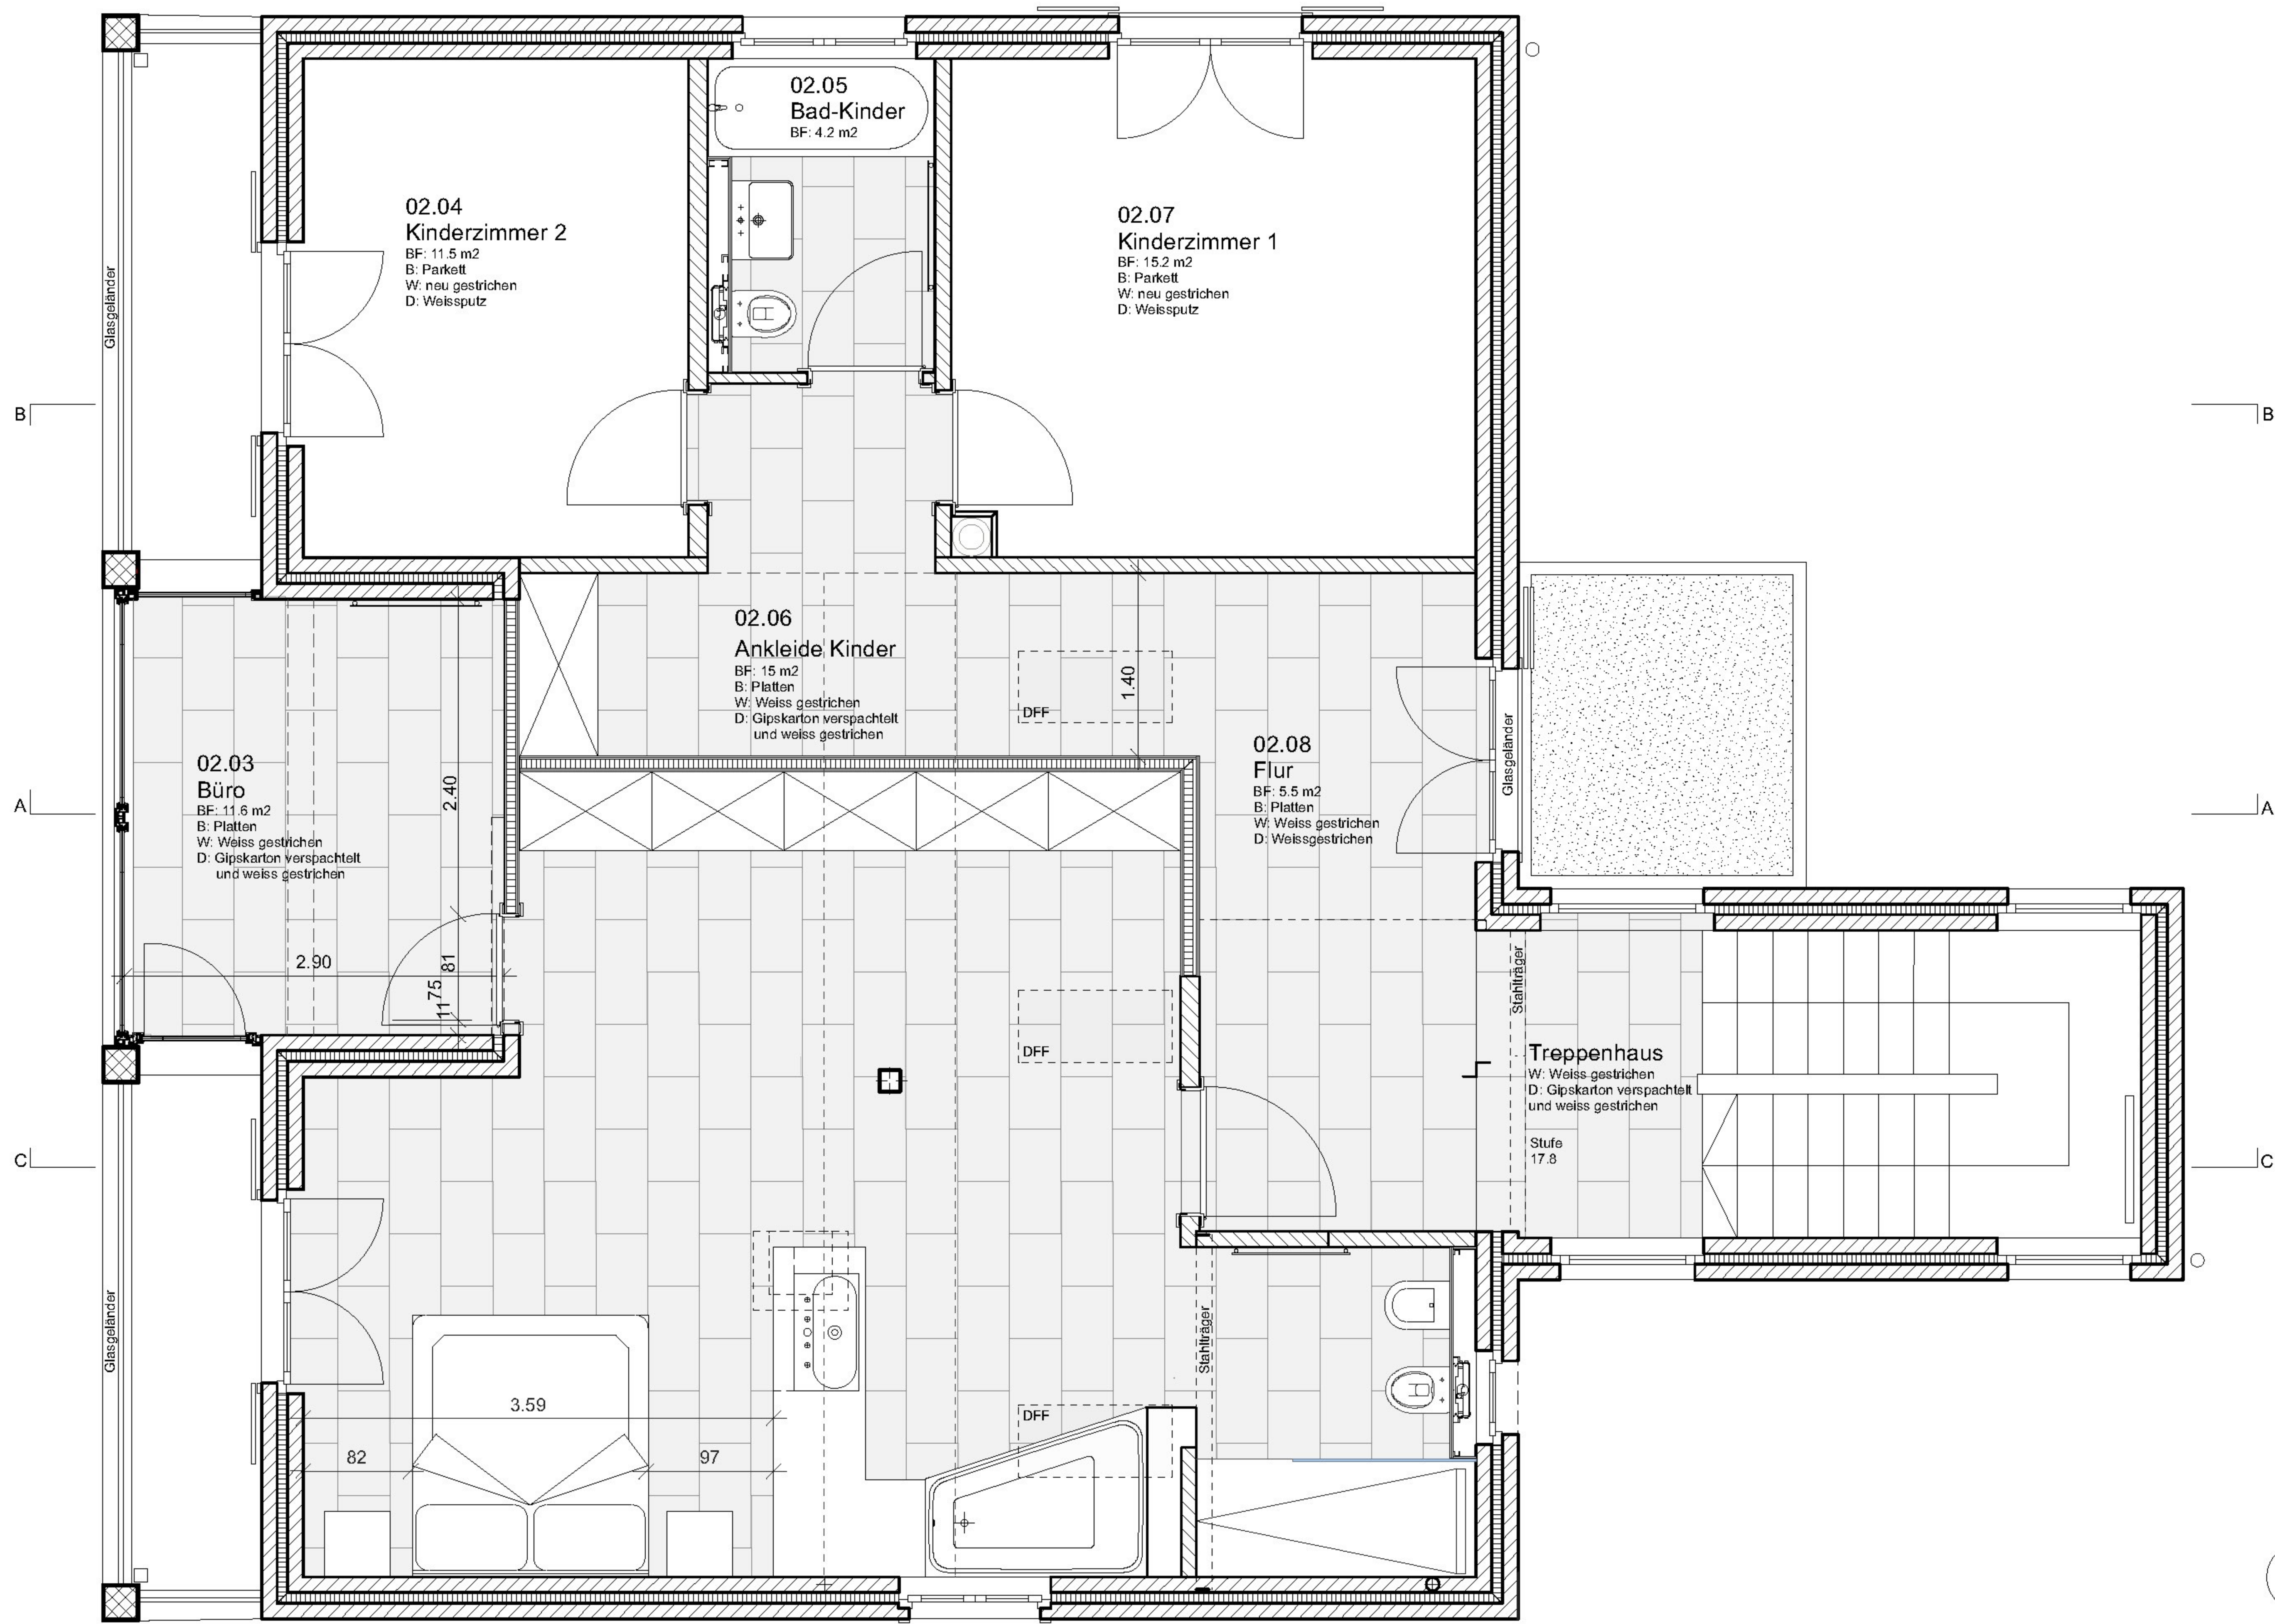 02.05
Bad-Kinder
BF: 4.2 m2
02.04
Kinderzimmer 2
BF: 11.5 m2
B: Parkett
W: neu gestrichen
D: Weissputz
02.07
Kinderzimmer 1
BF: 15.2 m2
B: Parkett
W: neu gestrichen
D: Weissputz
Glasgeländer
B
B
02.06
Ankleide Kinder
BF: 15 m2
B: Platten
W: Weiss gestrichen
D: Gipskarton verspachtelt
und weiss gestrichen
DFF
1.40
02.03
Büro
BF: 11.6 m2
B: Platten
W: Weiss gestrichen
D: Gipskarton verspachtelt
und weiss gestrichen
2.40
02.08
Flur
BF: 5.5 m2
B: Platten
W: Weiss gestrichen
D: Weissgestrichen
Glasgeländer
A
A
2.90
81
75
11
Stahlträger
DFF
Treppenhaus
W: Weiss gestrichen
D: Gipskarton verspachtelt
und weiss gestrichen
Stufe
17.8
C
C
Glasgeländer
Stahlträger
3.59
DFF
82
97